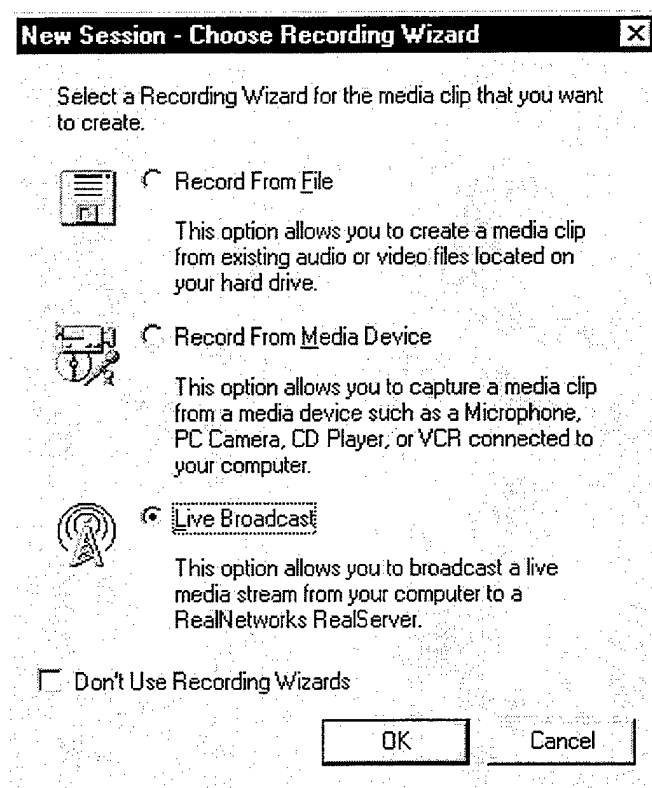 New Session - Choose Recording Wizard
Select a Recording Wizard for the media clip that you want
to create.
Record From File
This option allows you to create a media clip
from existing audio or video files located on
your hard drive.
Record From Media Device
This option allows you to capture a media clip
from a media device such as a Microphone,
PC Camera, CD Player, or VCR connected to
your computer.
Live Broadcast
This option allows you to broadcast a live
media stream from your computer to a
RealNetworks RealServer.
Don't Use Recording Wizards
OK Cancel